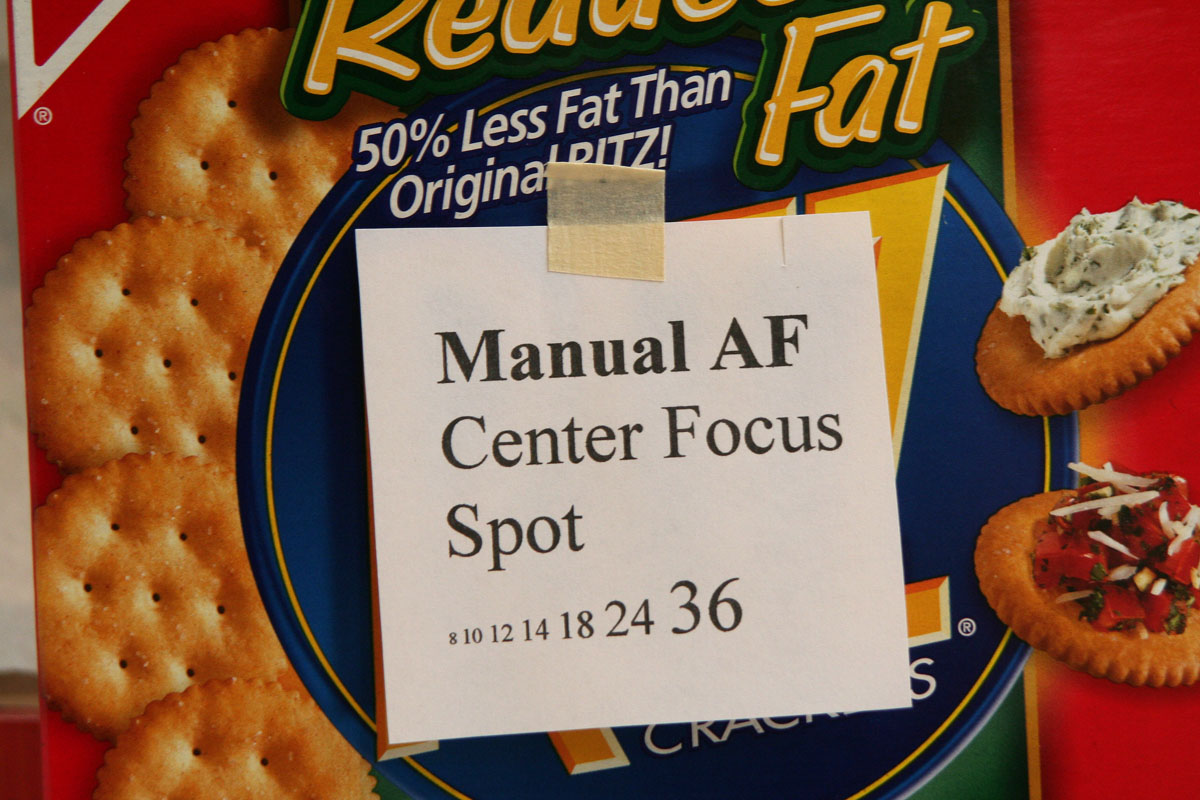 Reduced
Fat
50% Less Fat Than
Original RITZ!
®
Manual AF
Center Focus
Spot
8 10 12 14 18 24 36
®
CRACKERS